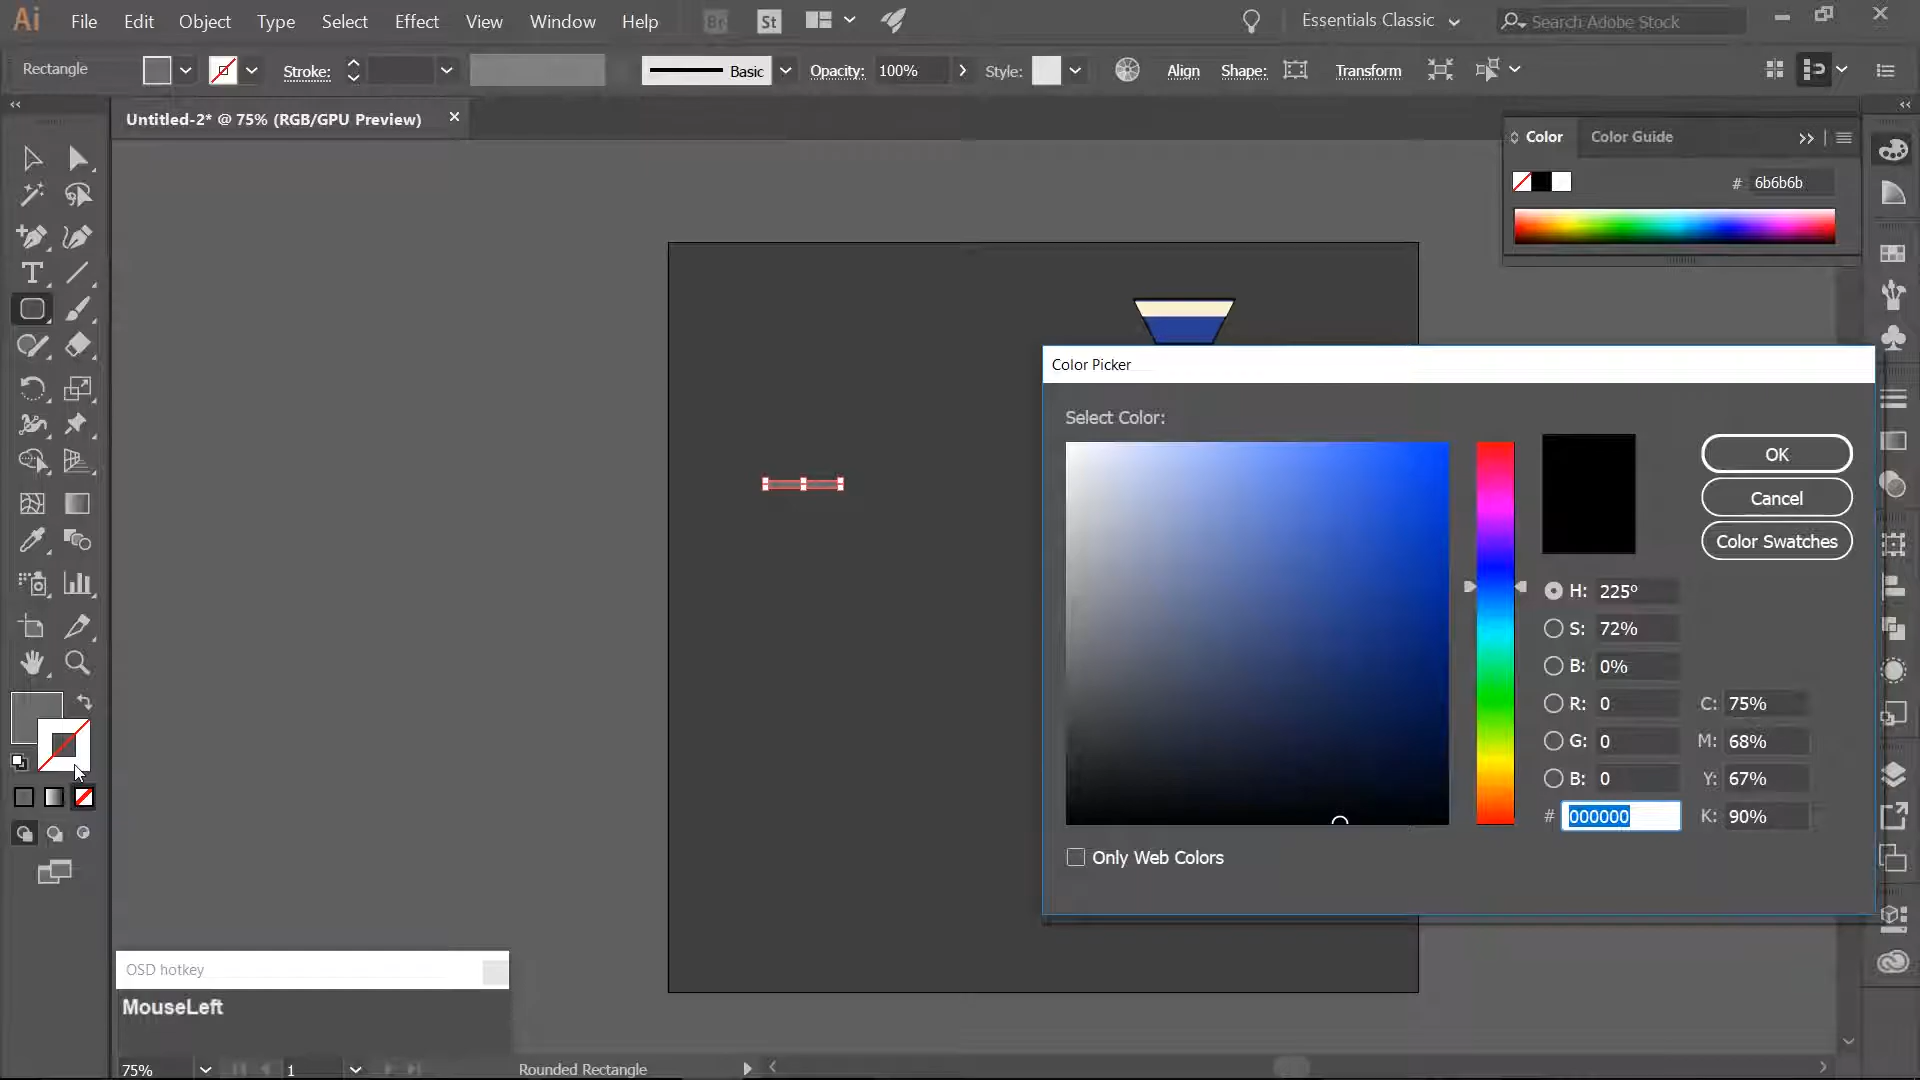 Ai File Edit Object Type Select Effect View Window Help Br St Essentials Classic Search Adobe Stock
Rectangle Stroke: Basic Opacity: 100% Style: Align Shape: Transform
Untitled-2* @ 75% (RGB/GPU Preview)
Color Color Guide
# 6b6b6b
Color Picker
Select Color:
OK
Cancel
Color Swatches
H: 225°
S: 72%
B: 0%
R: 0 C: 75%
G: 0 M: 68%
B: 0 Y: 67%
# 000000 K: 90%
Only Web Colors
OSD hotkey
MouseLeft
75% 1 Rounded Rectangle